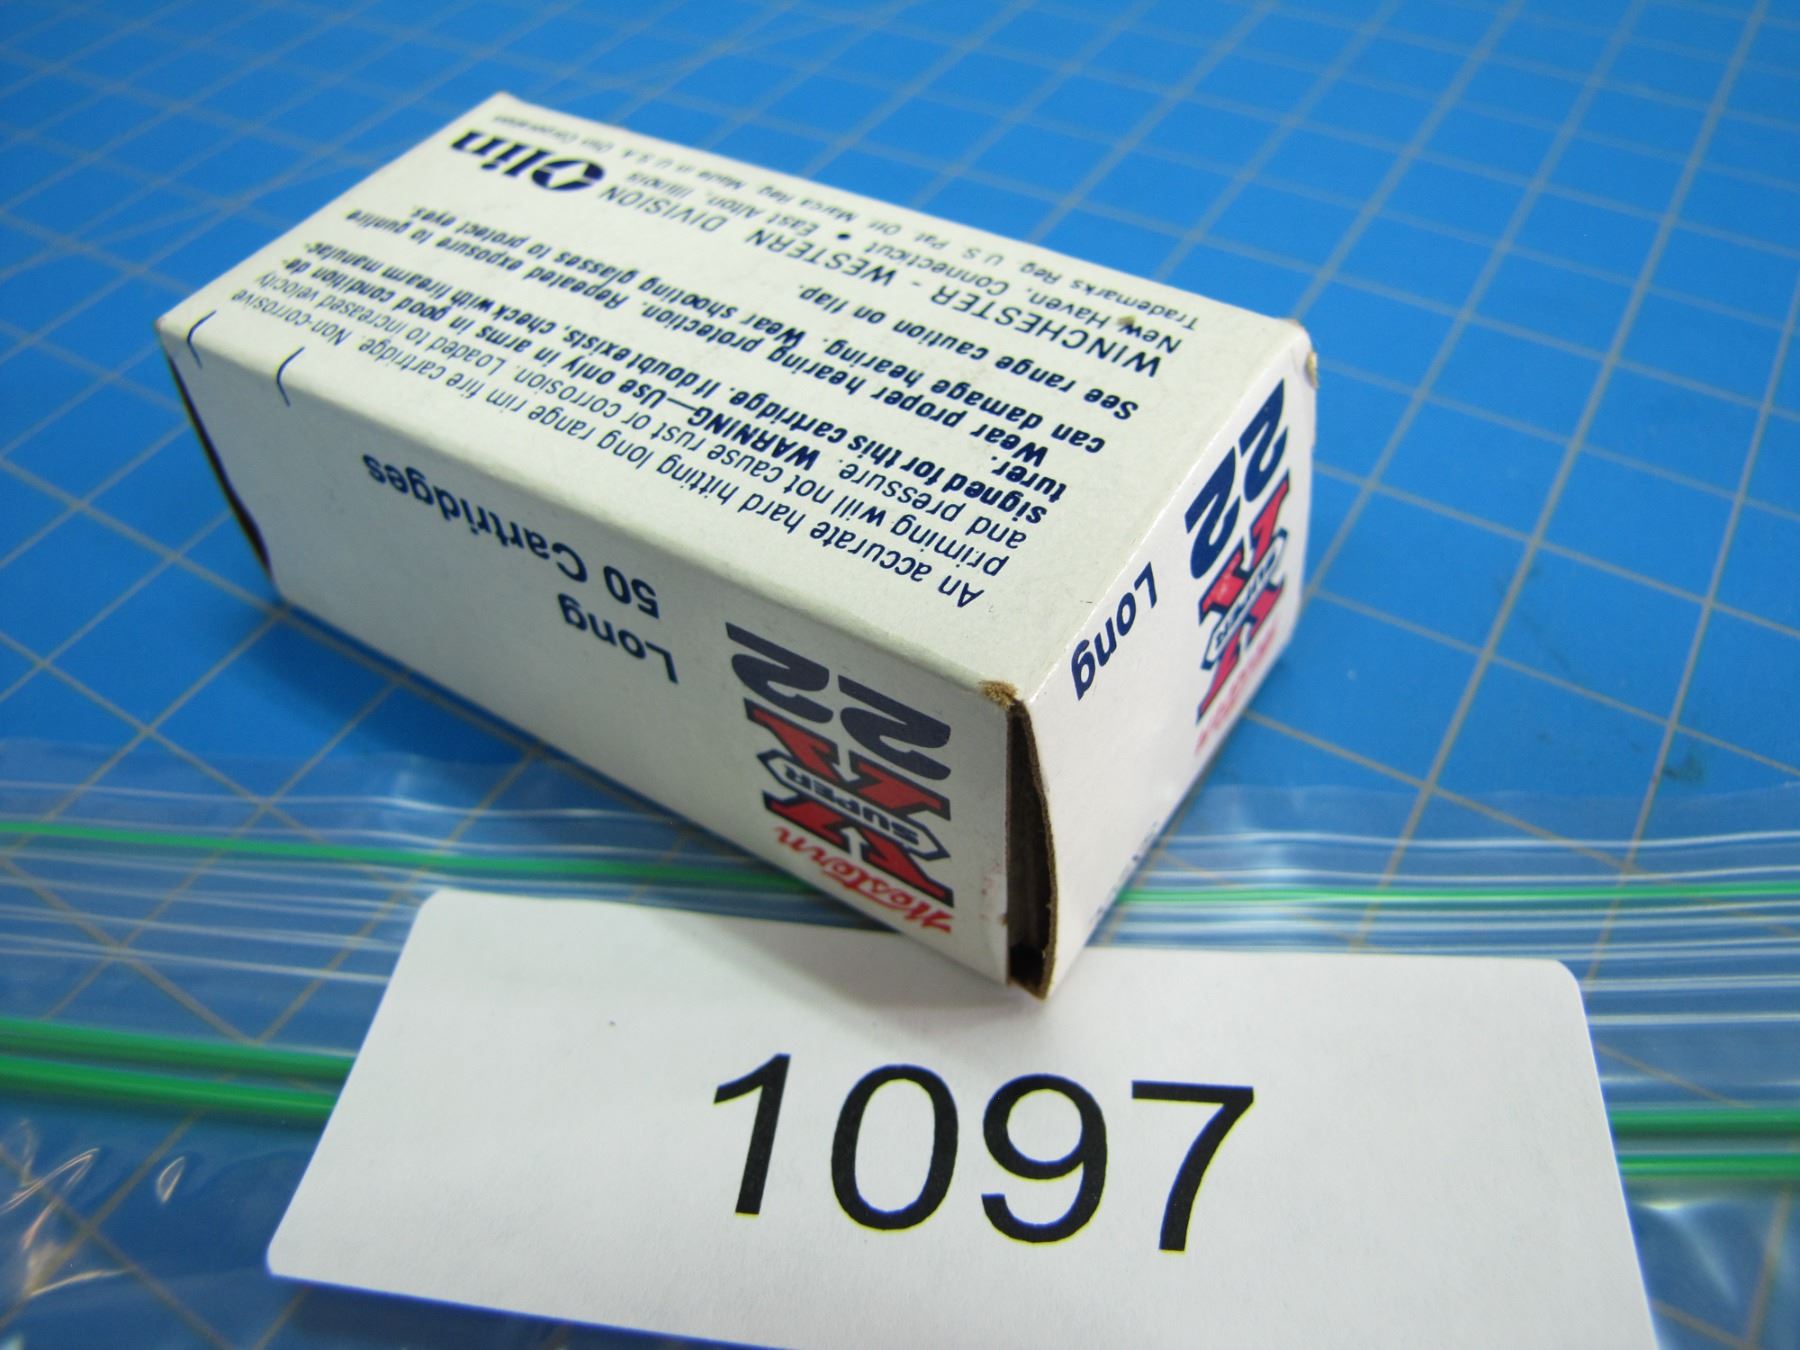 An accurate hard hitting long range rim fire cartridge. Non-corrosive
priming will not cause rust or corrosion. Loaded to increased velocity
and pressure. WARNING—Use only in arms in good condition de-
signed for this cartridge. If doubt exists, check with firearm manufac-
turer.
Wear proper hearing protection. Repeated exposure to gunfire
can damage hearing. Wear shooting glasses to protect eyes.
See range caution on flap.
WINCHESTER - WESTERN DIVISION Olin
New Haven, Connecticut • East Alton, Illinois
Trademarks Reg. U.S. Pat. Off. Marca Reg. Made in U.S.A. Olin Corporation
Western
SUPER
X
22
Long
50 Cartridges
SUPER
X
22
Long
1097